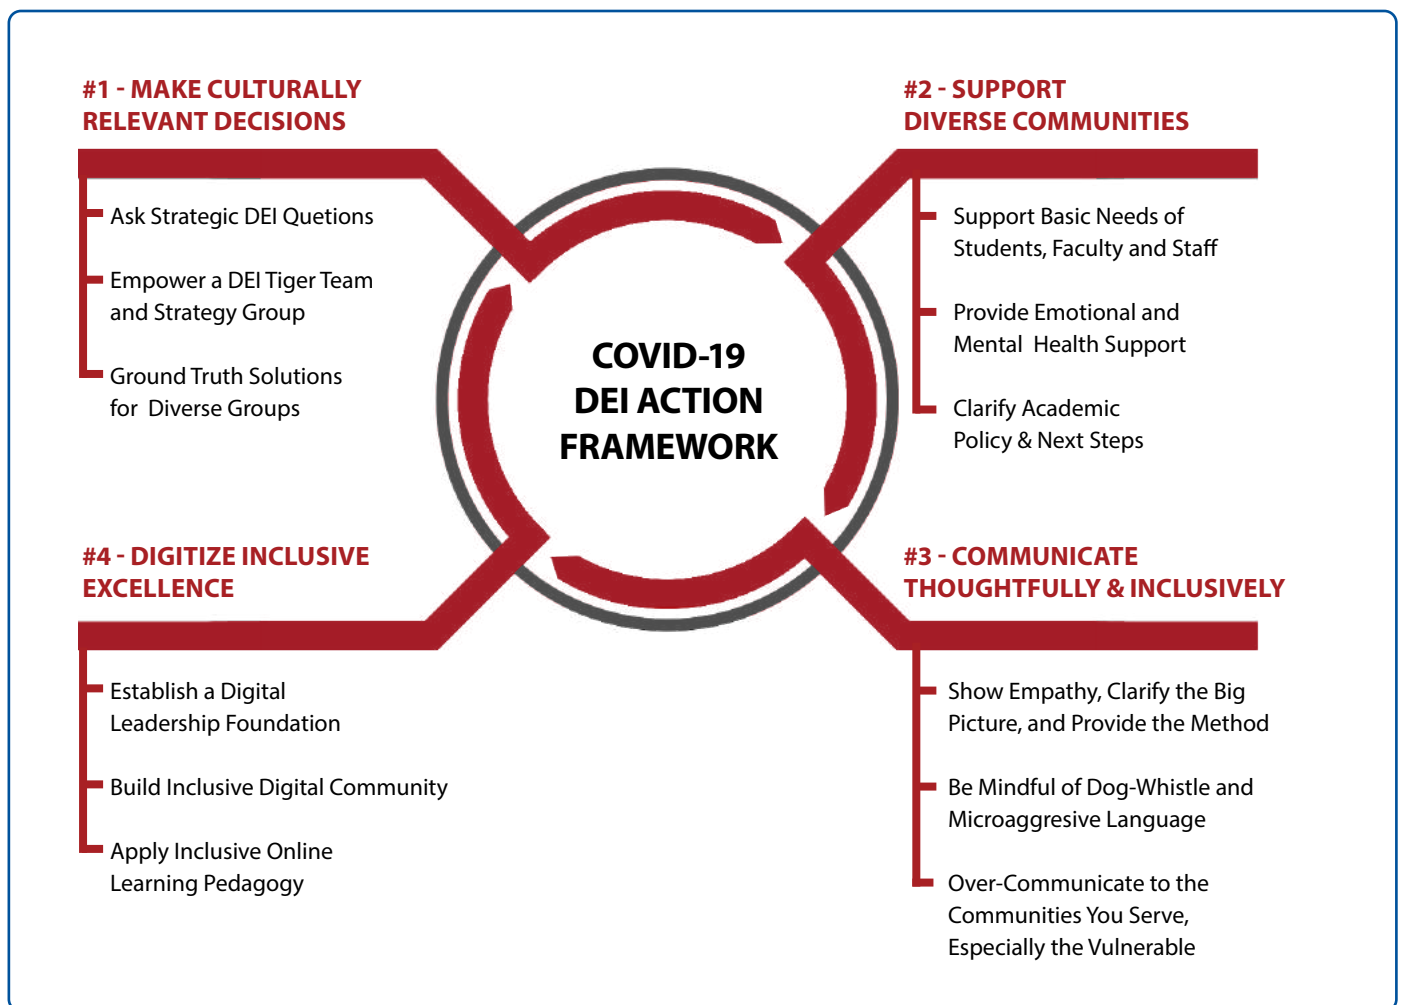 #1 - MAKE CULTURALLY
RELEVANT DECISIONS
Ask Strategic DEI Quetions
Empower a DEI Tiger Team
and Strategy Group
Ground Truth Solutions
for Diverse Groups
#2 - SUPPORT
DIVERSE COMMUNITIES
Support Basic Needs of
Students, Faculty and Staff
Provide Emotional and
Mental Health Support
Clarify Academic
Policy & Next Steps
COVID-19
DEI ACTION
FRAMEWORK
#3 - COMMUNICATE
THOUGHTFULLY & INCLUSIVELY
Show Empathy, Clarify the Big
Picture, and Provide the Method
Be Mindful of Dog-Whistle and
Microaggresive Language
Over-Communicate to the
Communities You Serve,
Especially the Vulnerable
#4 - DIGITIZE INCLUSIVE
EXCELLENCE
Establish a Digital
Leadership Foundation
Build Inclusive Digital Community
Apply Inclusive Online
Learning Pedagogy